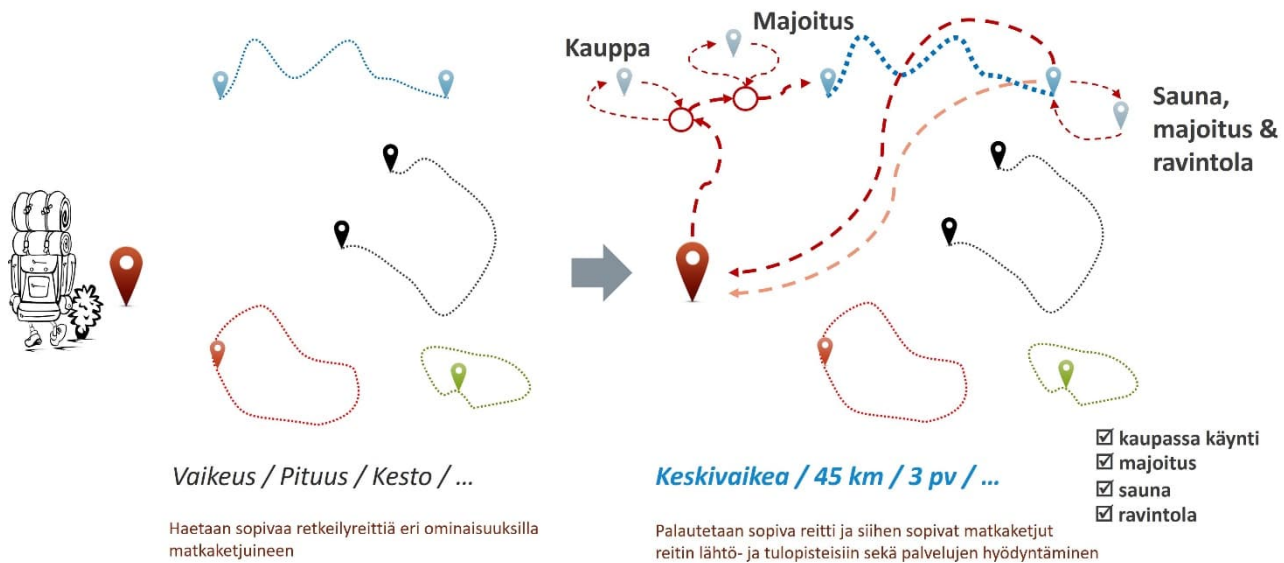 Majoitus
Kauppa
Sauna,
majoitus &
ravintola
Vaikeus / Pituus / Kesto / ...
Haetaan sopivaa retkeilyreittiä eri ominaisuuksilla
matkaketjuineen
Keskivaikea / 45 km / 3 pv / ...
Palautetaan sopiva reitti ja siihen sopivat matkaketjut
reitin lähtö- ja tulopisteisiin sekä palvelujen hyödyntäminen
☑ kaupassa käynti
☑ majoitus
☑ sauna
☑ ravintola